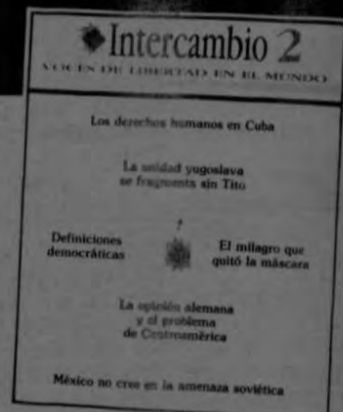 Intercambio 2
VOCES DE LIBERTAD EN EL MUNDO
Los derechos humanos en Cuba
La unidad yugoslava
se fragmenta sin Tito
Definiciones
democráticas
El milagro que
quitó la máscara
La opinión alemana
y el problema
de Centroamérica
México no cree en la amenaza soviética